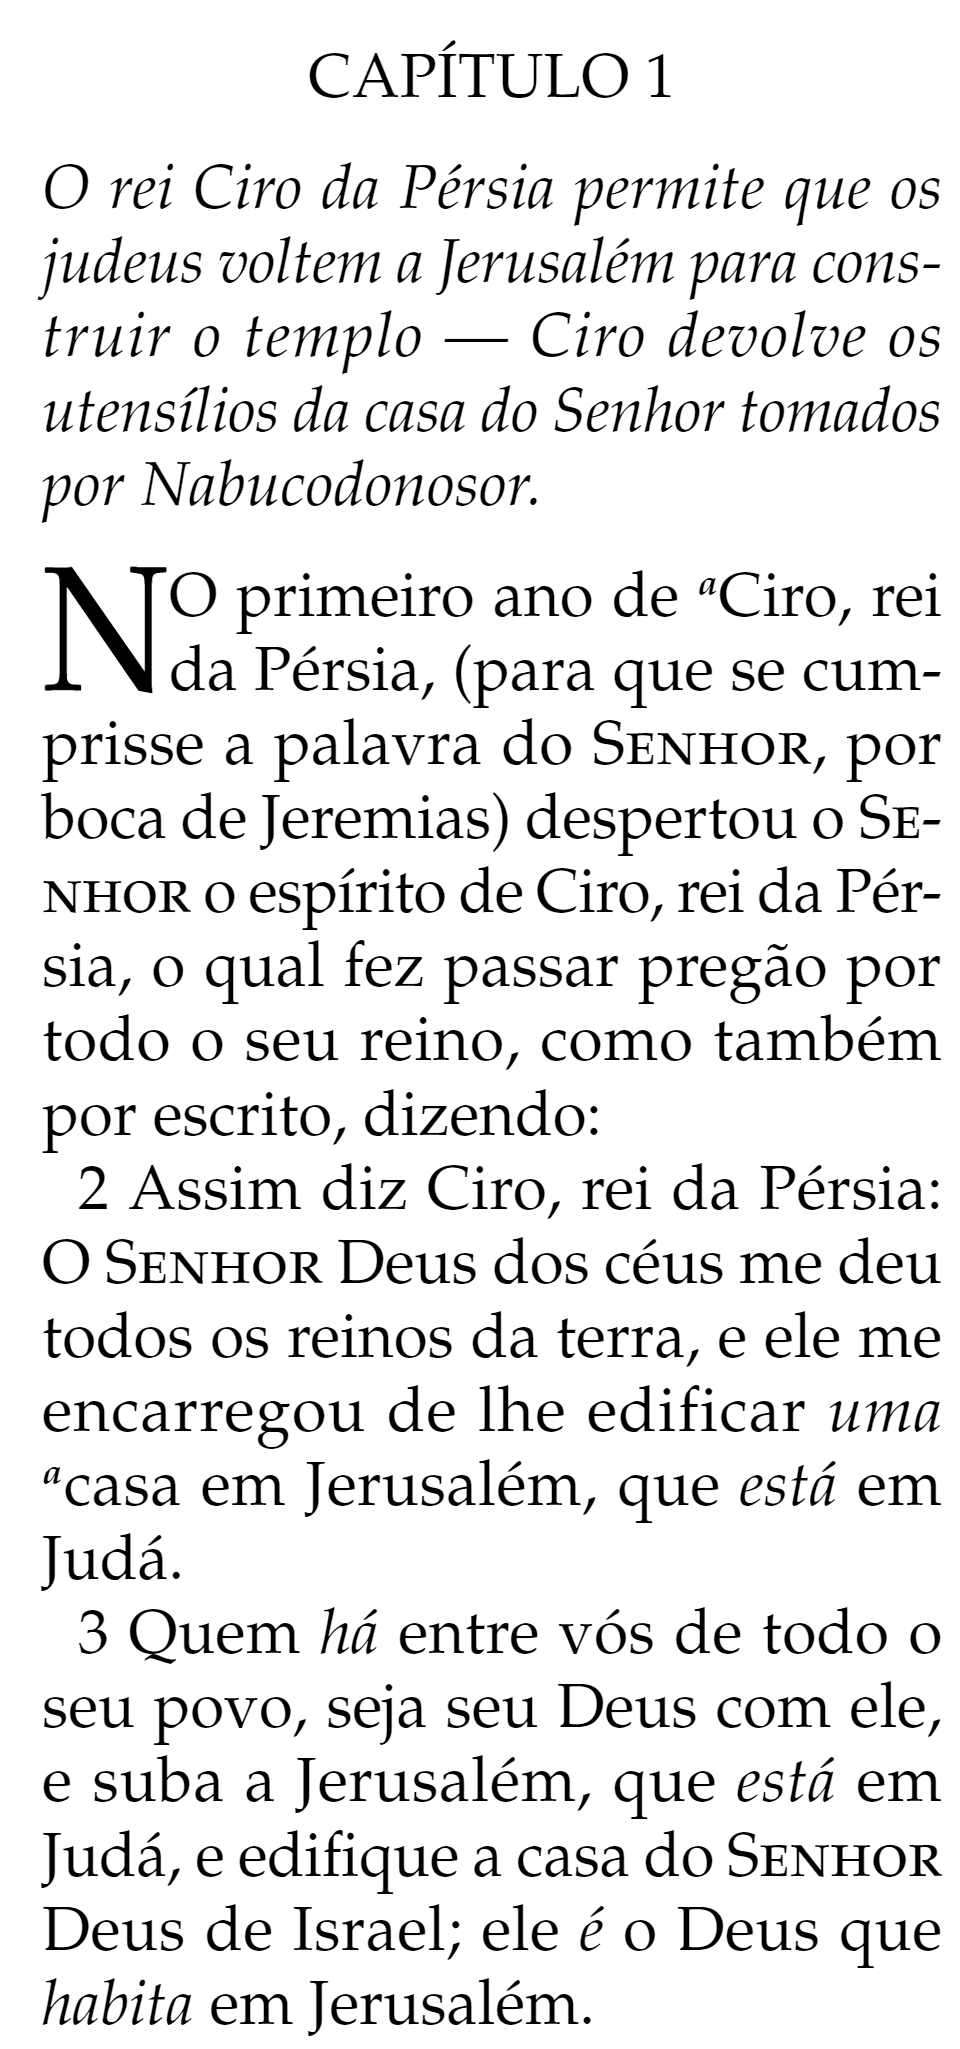 CAPÍTULO 1
O rei Ciro da Pérsia permite que os
judeus voltem a Jerusalém para cons-
truir o templo — Ciro devolve os
utensílios da casa do Senhor tomados
por Nabucodonosor.
NO primeiro ano de ᵃCiro, rei
da Pérsia, (para que se cum-
prisse a palavra do SENHOR, por
boca de Jeremias) despertou o SE-
NHOR o espírito de Ciro, rei da Pér-
sia, o qual fez passar pregão por
todo o seu reino, como também
por escrito, dizendo:
2 Assim diz Ciro, rei da Pérsia:
O SENHOR Deus dos céus me deu
todos os reinos da terra, e ele me
encarregou de lhe edificar uma
ᵃcasa em Jerusalém, que está em
Judá.
3 Quem há entre vós de todo o
seu povo, seja seu Deus com ele,
e suba a Jerusalém, que está em
Judá, e edifique a casa do SENHOR
Deus de Israel; ele é o Deus que
habita em Jerusalém.